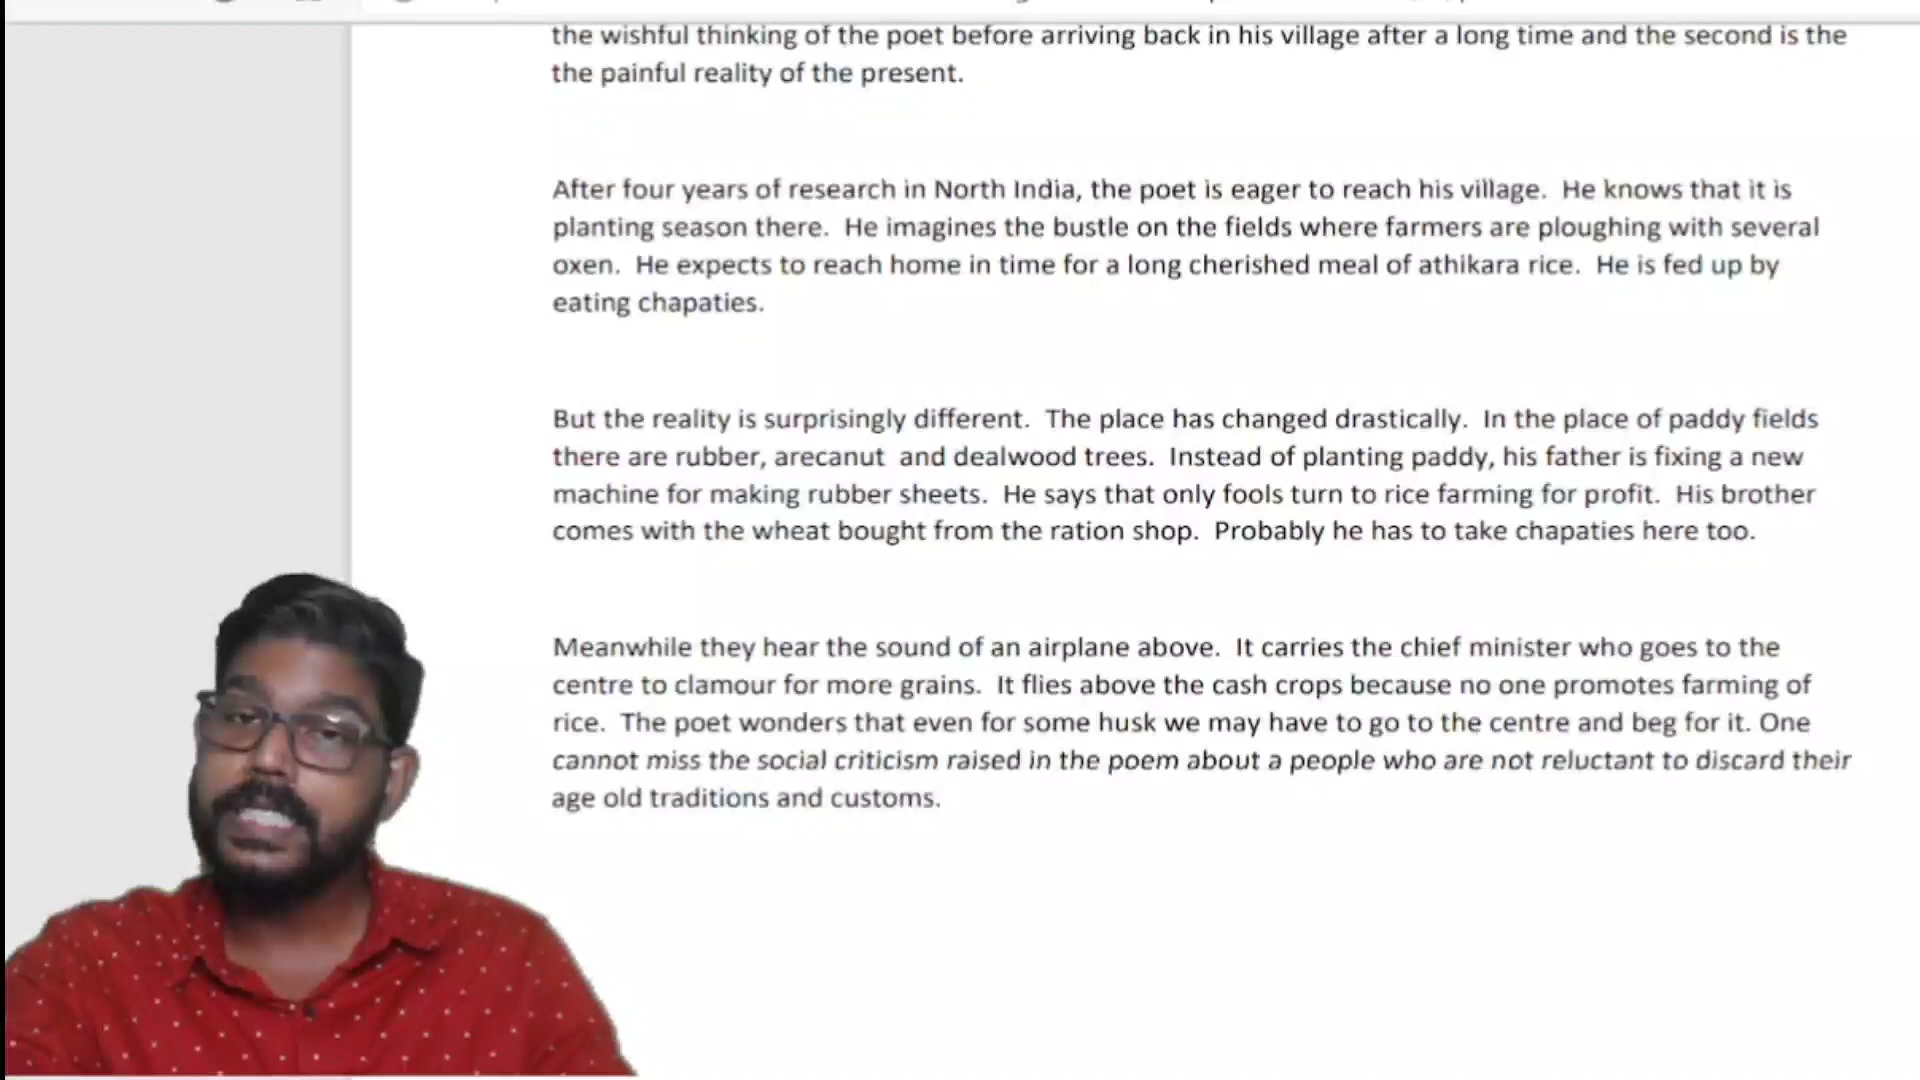 the wishful thinking of the poet before arriving back in his village after a long time and the second is the
the painful reality of the present.
After four years of research in North India, the poet is eager to reach his village.  He knows that it is
planting season there.  He imagines the bustle on the fields where farmers are ploughing with several
oxen.  He expects to reach home in time for a long cherished meal of athikara rice.  He is fed up by
eating chapaties.
But the reality is surprisingly different.  The place has changed drastically.  In the place of paddy fields
there are rubber, arecanut  and dealwood trees.  Instead of planting paddy, his father is fixing a new
machine for making rubber sheets.  He says that only fools turn to rice farming for profit.  His brother
comes with the wheat bought from the ration shop.  Probably he has to take chapaties here too.
Meanwhile they hear the sound of an airplane above.  It carries the chief minister who goes to the
centre to clamour for more grains.  It flies above the cash crops because no one promotes farming of
rice.  The poet wonders that even for some husk we may have to go to the centre and beg for it. One
cannot miss the social criticism raised in the poem about a people who are not reluctant to discard their
age old traditions and customs.